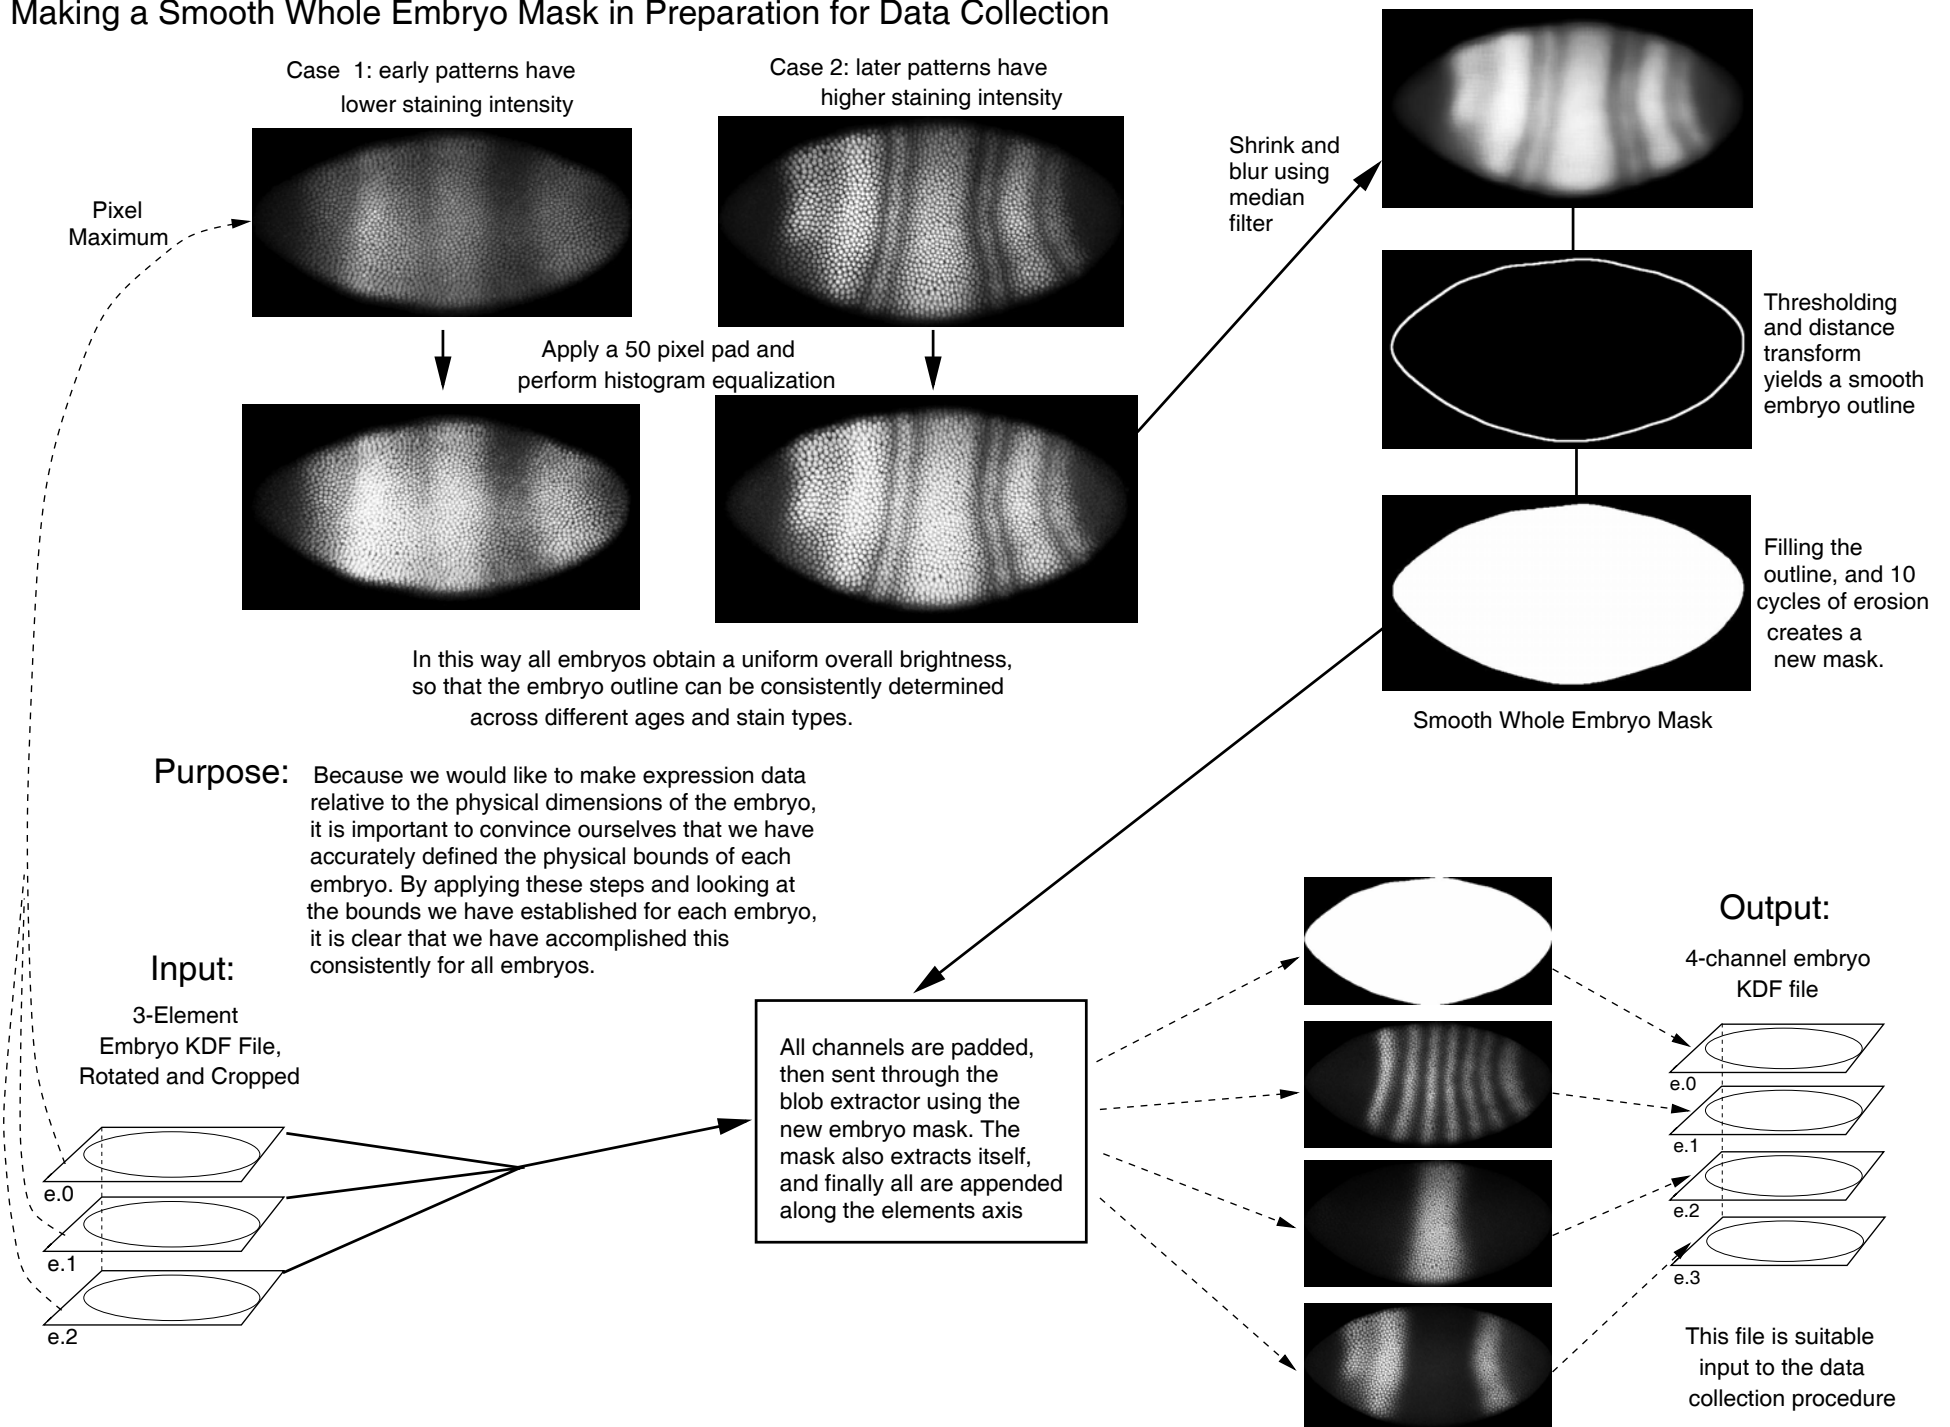 Making a Smooth Whole Embryo Mask in Preparation for Data Collection
Case 1: early patterns have
lower staining intensity
Case 2: later patterns have
higher staining intensity
Pixel
Maximum
Apply a 50 pixel pad and
perform histogram equalization
Shrink and
blur using
median
filter
Thresholding
and distance
transform
yields a smooth
embryo outline
Filling the
outline, and 10
cycles of erosion
creates a
new mask.
Smooth Whole Embryo Mask
In this way all embryos obtain a uniform overall brightness,
so that the embryo outline can be consistently determined
across different ages and stain types.
Purpose:
Because we would like to make expression data
relative to the physical dimensions of the embryo,
it is important to convince ourselves that we have
accurately defined the physical bounds of each
embryo. By applying these steps and looking at
the bounds we have established for each embryo,
it is clear that we have accomplished this
consistently for all embryos.
Input:
3-Element
Embryo KDF File,
Rotated and Cropped
e.0
e.1
e.2
All channels are padded,
then sent through the
blob extractor using the
new embryo mask. The
mask also extracts itself,
and finally all are appended
along the elements axis
Output:
4-channel embryo
KDF file
e.0
e.1
e.2
e.3
This file is suitable
input to the data
collection procedure